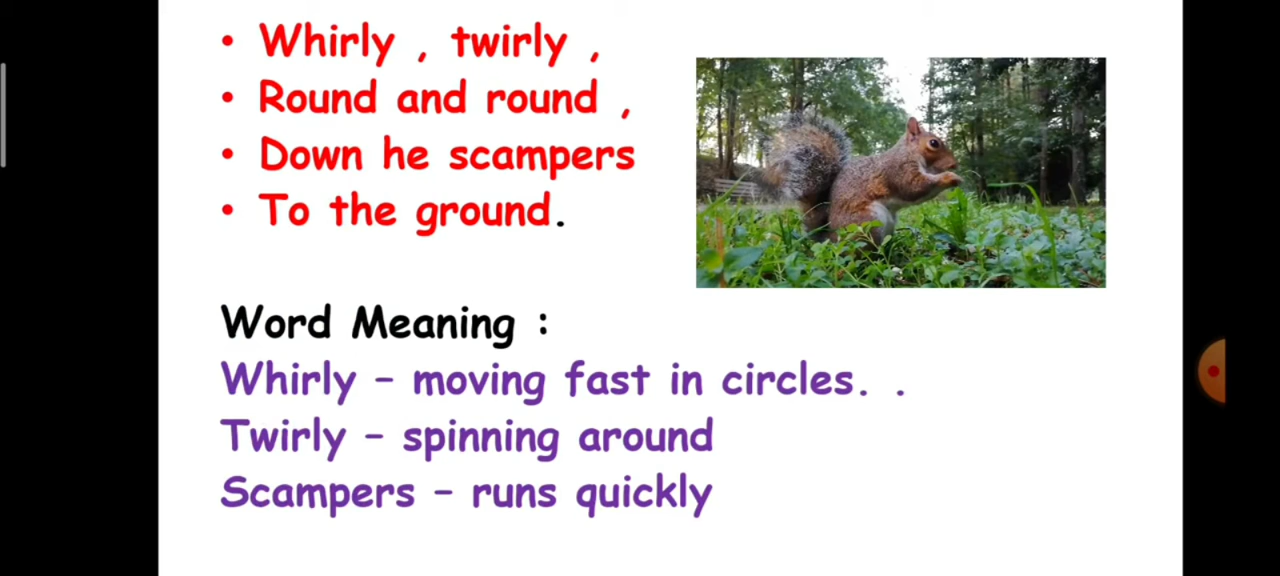 • Whirly , twirly ,
• Round and round ,
• Down he scampers
• To the ground.
Word Meaning :
Whirly – moving fast in circles. .
Twirly – spinning around
Scampers – runs quickly